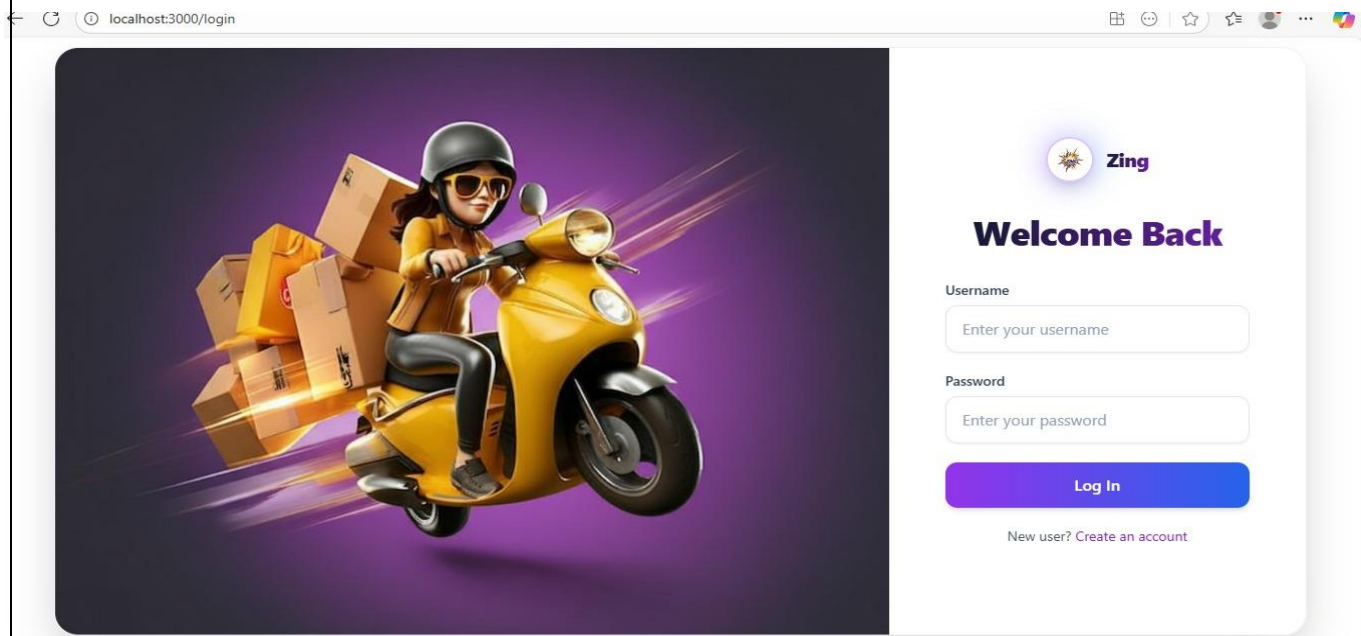 localhost:3000/login
Zing
Welcome Back
Username
Enter your username
Password
Enter your password
Log In
New user? Create an account